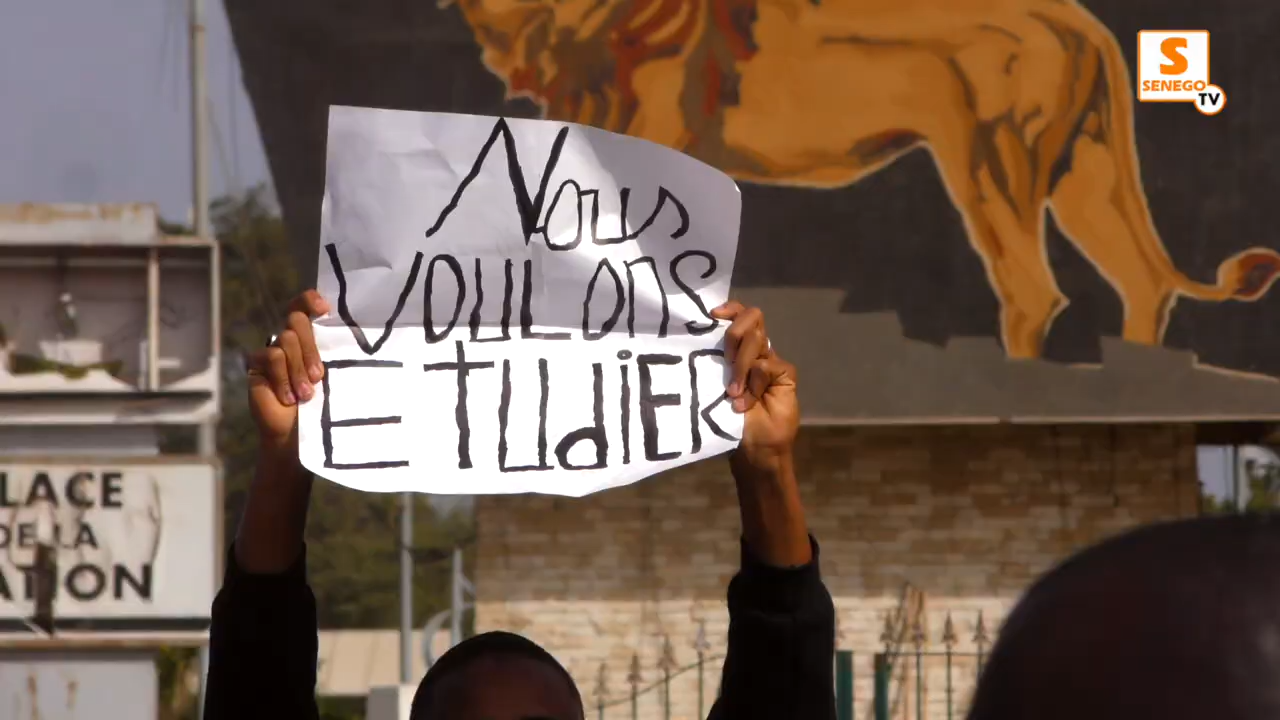 Nous
VOULons
ETUdiER
LACE
DE LA
ATION
S
SENEGO
TV